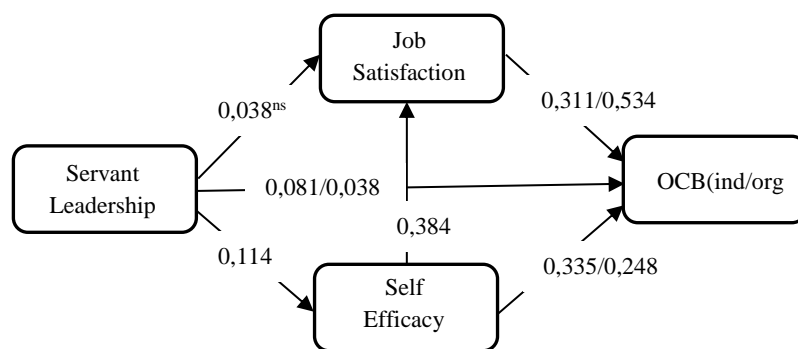 Job
Satisfaction
0,038ns
0,311/0,534
Servant
Leadership
0,081/0,038
OCB(ind/org
0,114
0,384
0,335/0,248
Self
Efficacy